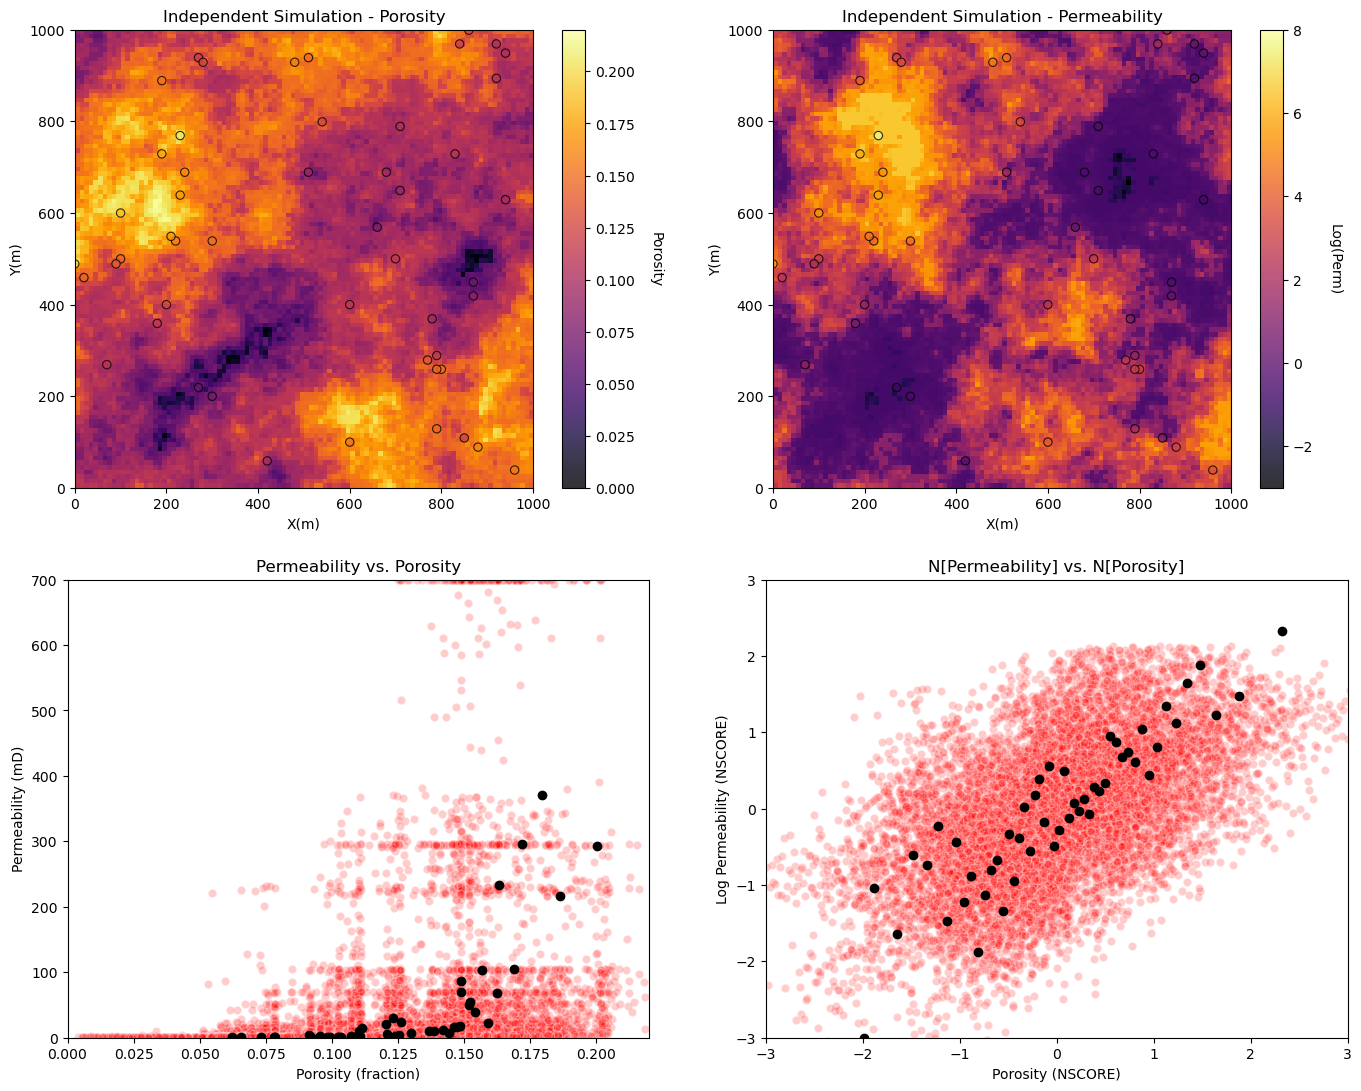 Independent Simulation - Porosity
1000
800
600
400
200
0
Y(m)
0 200 400 600 800 1000
X(m)
0.200
0.175
0.150
0.125
0.100
0.075
0.050
0.025
0.000
Porosity
Independent Simulation - Permeability
1000
800
600
400
200
0
Y(m)
0 200 400 600 800 1000
X(m)
8
6
4
2
0
−2
Log(Perm)
Permeability vs. Porosity
700
600
500
400
300
200
100
0
Permeability (mD)
0.000 0.025 0.050 0.075 0.100 0.125 0.150 0.175 0.200
Porosity (fraction)
N[Permeability] vs. N[Porosity]
3
2
1
0
−1
−2
−3
Log Permeability (NSCORE)
−3 −2 −1 0 1 2 3
Porosity (NSCORE)